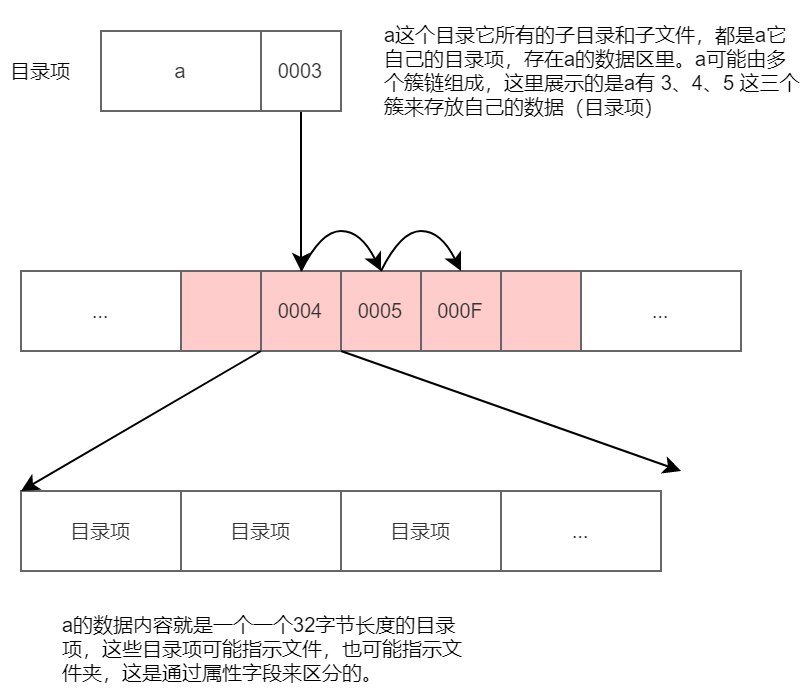 a这个目录它所有的子目录和子文件，都是a它
自己的目录项，存在a的数据区里。a可能由多
个簇链组成，这里展示的是a有 3、4、5 这三个
簇来存放自己的数据（目录项）
目录项
a
0003
...
0004
0005
000F
...
目录项
目录项
目录项
...
a的数据内容就是一个一个32字节长度的目录
项，这些目录项可能指示文件，也可能指示文
件夹，这是通过属性字段来区分的。